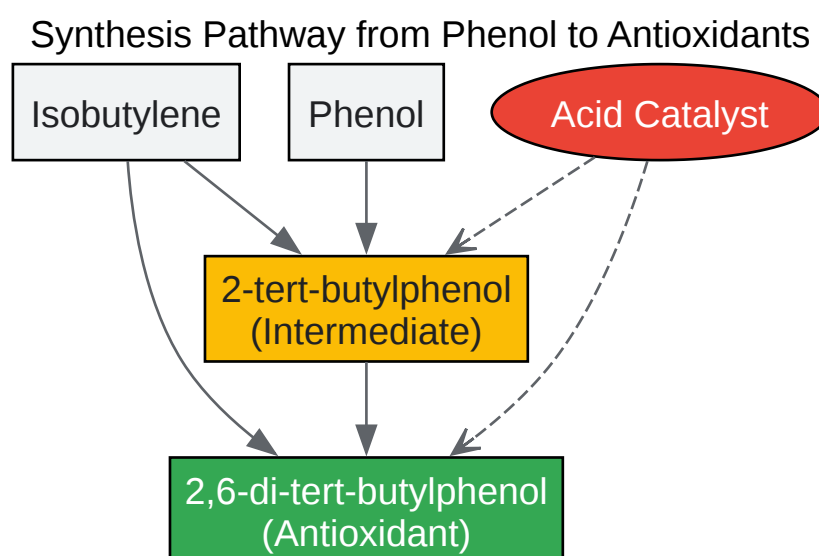 Synthesis Pathway from Phenol to Antioxidants
Isobutylene
Phenol
Acid Catalyst
2-tert-butylphenol
(Intermediate)
2,6-di-tert-butylphenol
(Antioxidant)